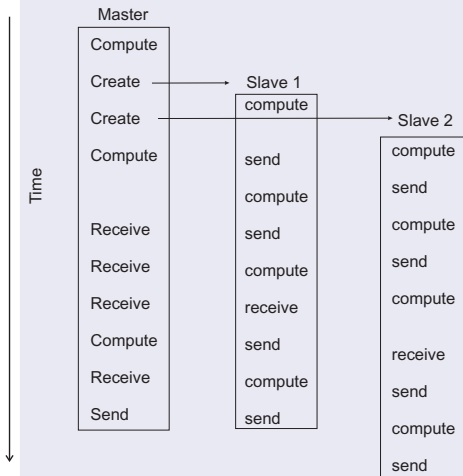 Master
Compute
Create
Create
Compute
Receive
Receive
Receive
Compute
Receive
Send
Slave 1
compute
send
compute
send
compute
receive
send
compute
send
Slave 2
compute
send
compute
send
compute
receive
send
compute
send
Time